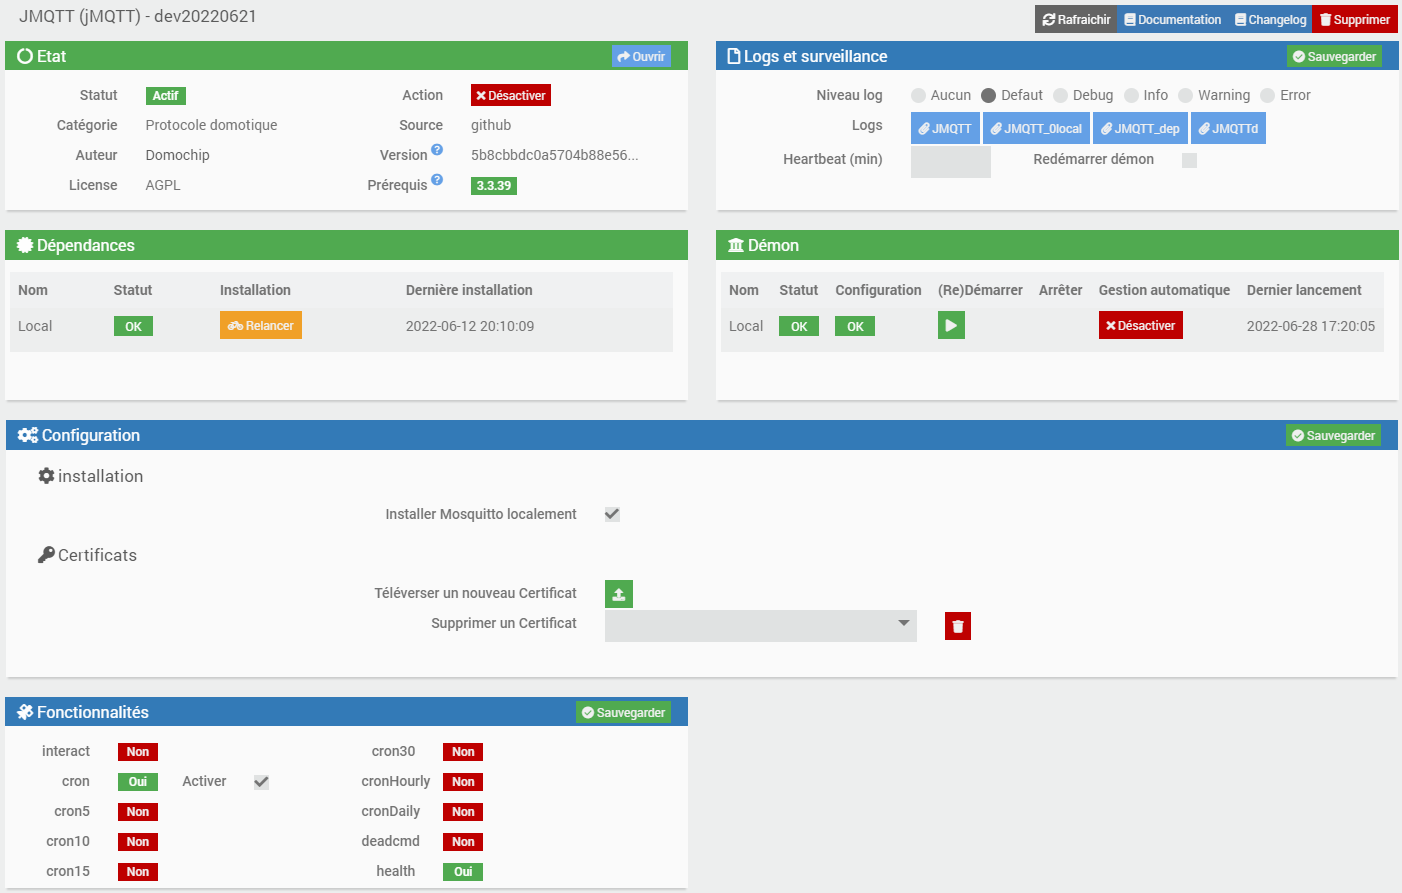 JMQTT (jMQTT) - dev20220621
Rafraichir Documentation Changelog Supprimer
Etat Ouvrir
Statut Actif Action Désactiver
Catégorie Protocole domotique Source github
Auteur Domochip Version ? 5b8cbbdc0a5704b88e56...
License AGPL Prérequis ? 3.3.39
Logs et surveillance Sauvegarder
Niveau log Aucun Defaut Debug Info Warning Error
Logs JMQTT JMQTT_0local JMQTT_dep JMQTTd
Heartbeat (min) Redémarrer démon
Dépendances
Nom Statut Installation Dernière installation
Local OK Relancer 2022-06-12 20:10:09
Démon
Nom Statut Configuration (Re)Démarrer Arrêter Gestion automatique Dernier lancement
Local OK OK Désactiver 2022-06-28 17:20:05
Configuration Sauvegarder
installation
Installer Mosquitto localement
Certificats
Téléverser un nouveau Certificat
Supprimer un Certificat
Fonctionnalités Sauvegarder
interact Non cron30 Non
cron Oui Activer cronHourly Non
cron5 Non cronDaily Non
cron10 Non deadcmd Non
cron15 Non health Oui